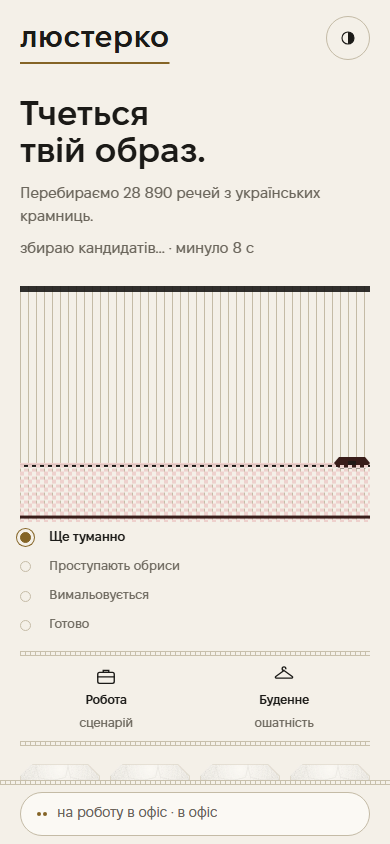 люстерко
Тчеться
твій образ.
Перебираємо 28 890 речей з українських
крамниць.
збираю кандидатів... · минуло 8 с
Ще туманно
Проступають обриси
Вимальовується
Готово
Робота
сценарій
Буденне
ошатність
на роботу в офіс · в офіс